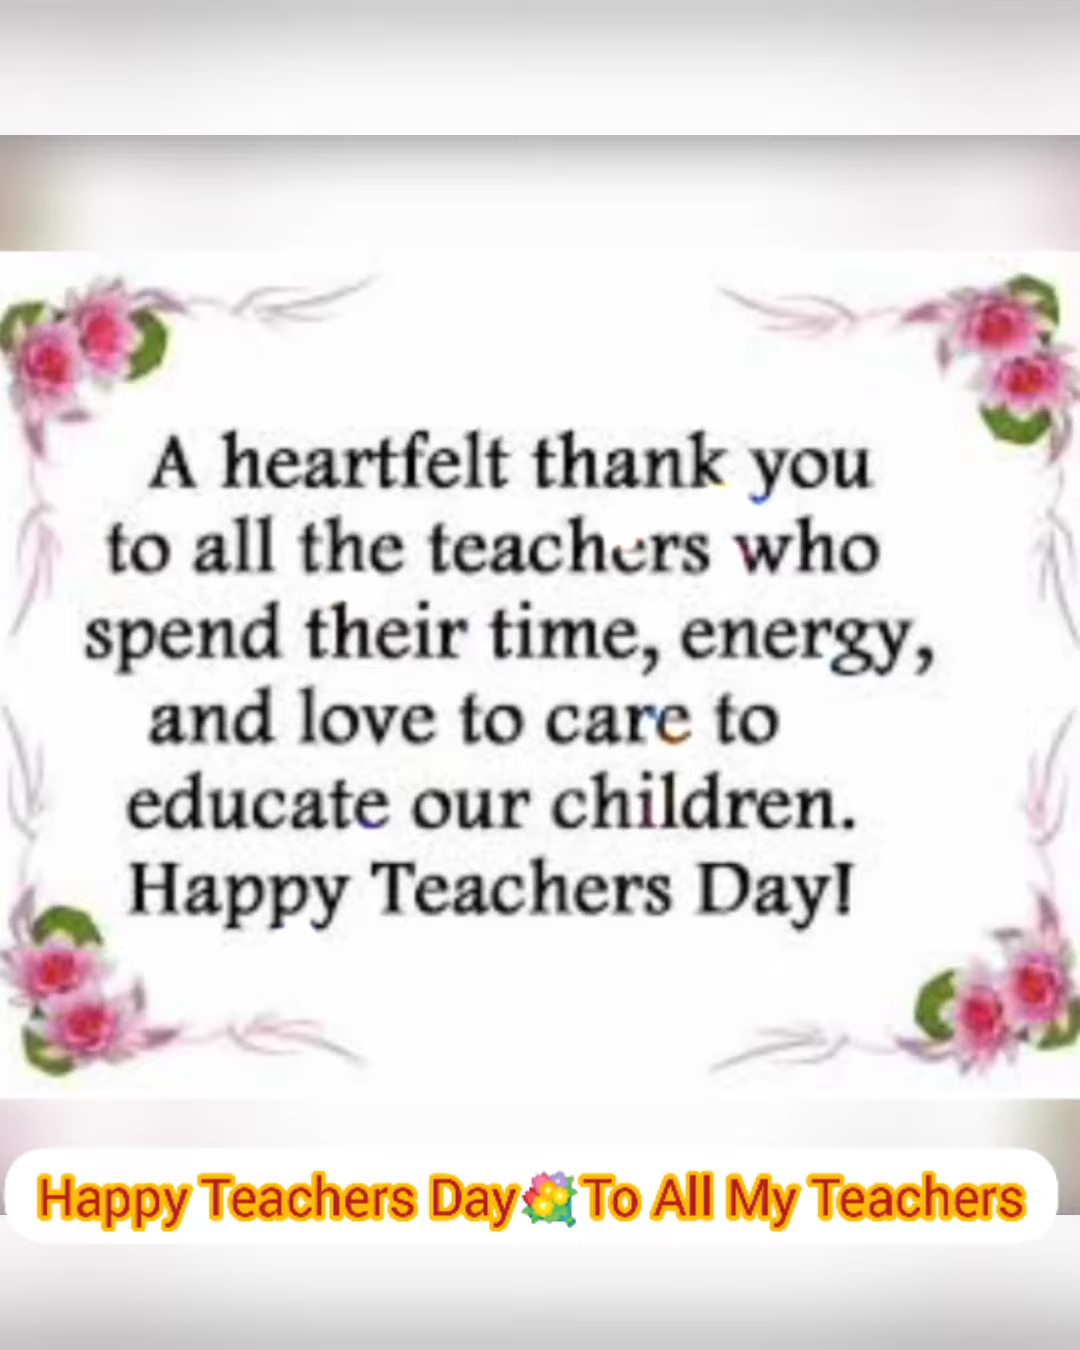 A heartfelt thank you
to all the teachers who
spend their time, energy,
and love to care to
educate our children.
Happy Teachers Day!
Happy Teachers Day💐To All My Teachers